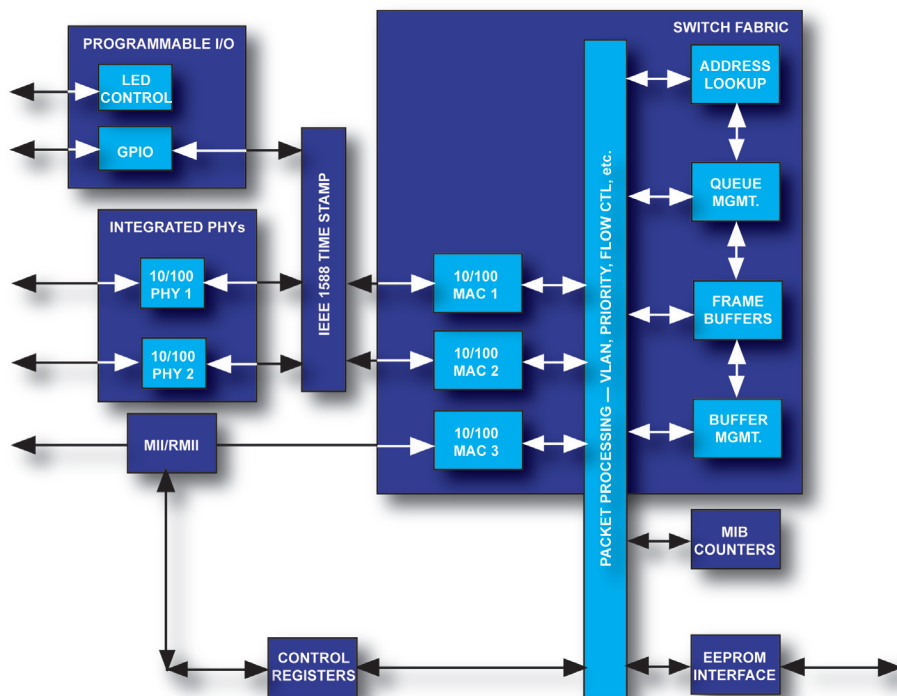 PROGRAMMABLE I/O
LED
CONTROL
GPIO
INTEGRATED PHYs
10/100
PHY 1
10/100
PHY 2
MII/RMII
IEEE 1588 TIME STAMP
SWITCH FABRIC
10/100
MAC 1
10/100
MAC 2
10/100
MAC 3
PACKET PROCESSING — VLAN, PRIORITY, FLOW CTL, etc.
ADDRESS
LOOKUP
QUEUE
MGMT.
FRAME
BUFFERS
BUFFER
MGMT.
MIB
COUNTERS
CONTROL
REGISTERS
EEPROM
INTERFACE